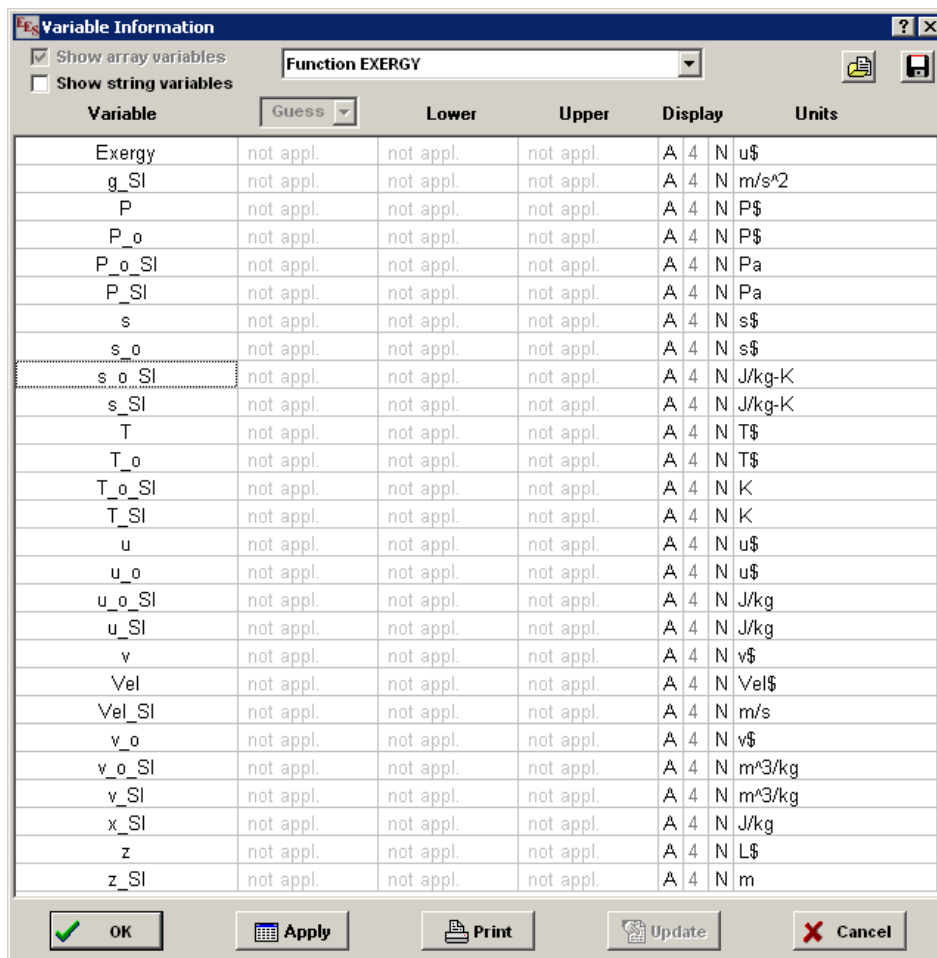 EES Variable Information
Show array variables
Function EXERGY
Show string variables
Variable Guess Lower Upper Display Units
Exergy not appl. not appl. not appl. A 4 N u$
g_SI not appl. not appl. not appl. A 4 N m/s^2
P not appl. not appl. not appl. A 4 N P$
P_o not appl. not appl. not appl. A 4 N P$
P_o_SI not appl. not appl. not appl. A 4 N Pa
P_SI not appl. not appl. not appl. A 4 N Pa
s not appl. not appl. not appl. A 4 N s$
s_o not appl. not appl. not appl. A 4 N s$
s_o_SI not appl. not appl. not appl. A 4 N J/kg-K
s_SI not appl. not appl. not appl. A 4 N J/kg-K
T not appl. not appl. not appl. A 4 N T$
T_o not appl. not appl. not appl. A 4 N T$
T_o_SI not appl. not appl. not appl. A 4 N K
T_SI not appl. not appl. not appl. A 4 N K
u not appl. not appl. not appl. A 4 N u$
u_o not appl. not appl. not appl. A 4 N u$
u_o_SI not appl. not appl. not appl. A 4 N J/kg
u_SI not appl. not appl. not appl. A 4 N J/kg
v not appl. not appl. not appl. A 4 N v$
Vel not appl. not appl. not appl. A 4 N Vel$
Vel_SI not appl. not appl. not appl. A 4 N m/s
v_o not appl. not appl. not appl. A 4 N v$
v_o_SI not appl. not appl. not appl. A 4 N m^3/kg
v_SI not appl. not appl. not appl. A 4 N m^3/kg
x_SI not appl. not appl. not appl. A 4 N J/kg
z not appl. not appl. not appl. A 4 N L$
z_SI not appl. not appl. not appl. A 4 N m
OK Apply Print Update Cancel